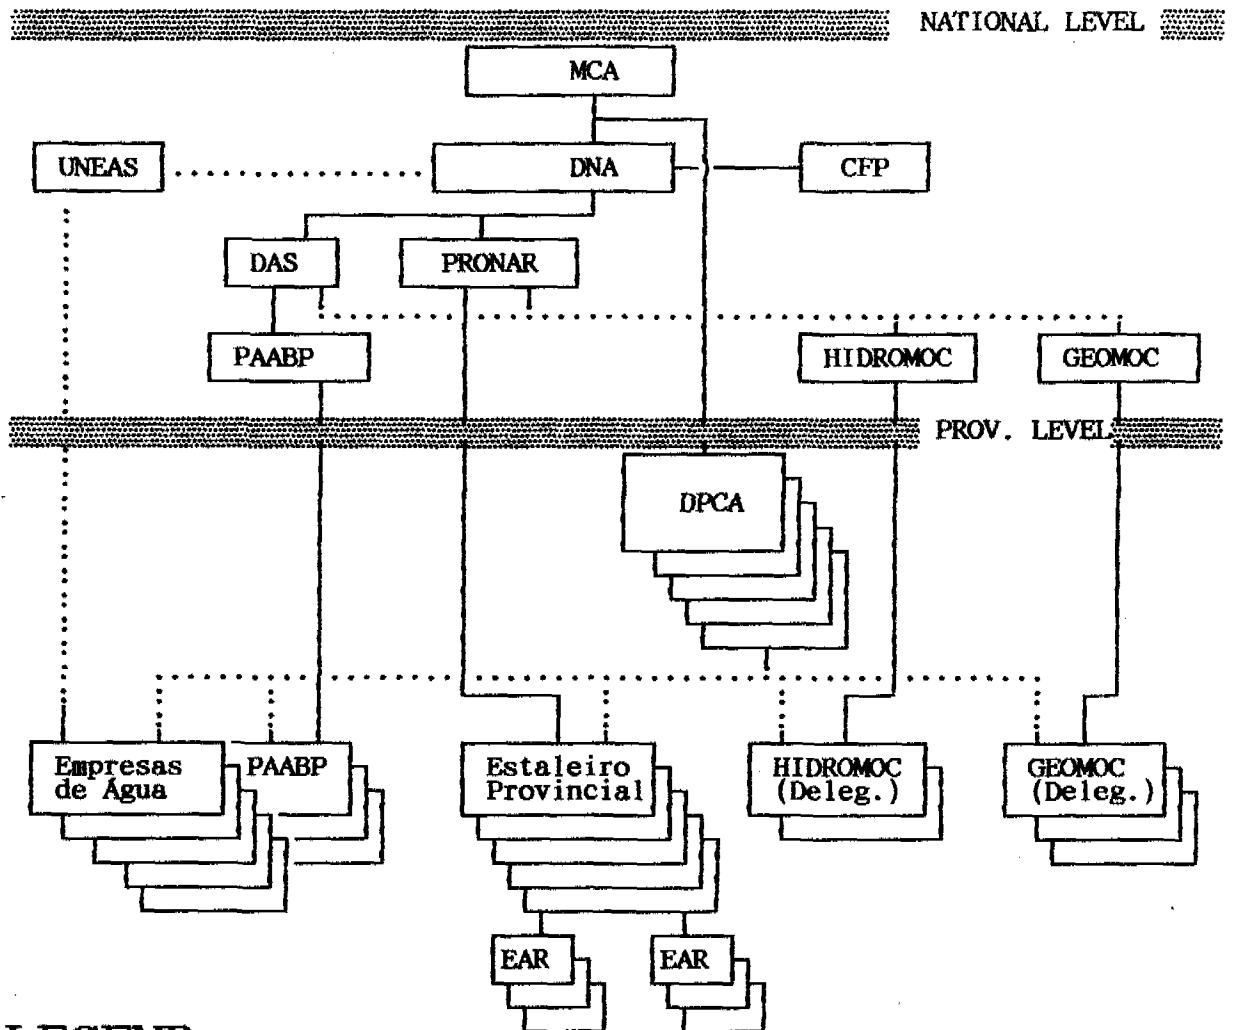 NATIONAL LEVEL
MCA
UNEAS
DNA
CFP
DAS
PRONAR
PAABP
HIDROMOC
GEOMOC
PROV. LEVEL
DPCA
Empresas
de Água
PAABP
Estaleiro
Provincial
HIDROMOC
(Deleg.)
GEOMOC
(Deleg.)
EAR
EAR
LEGEND